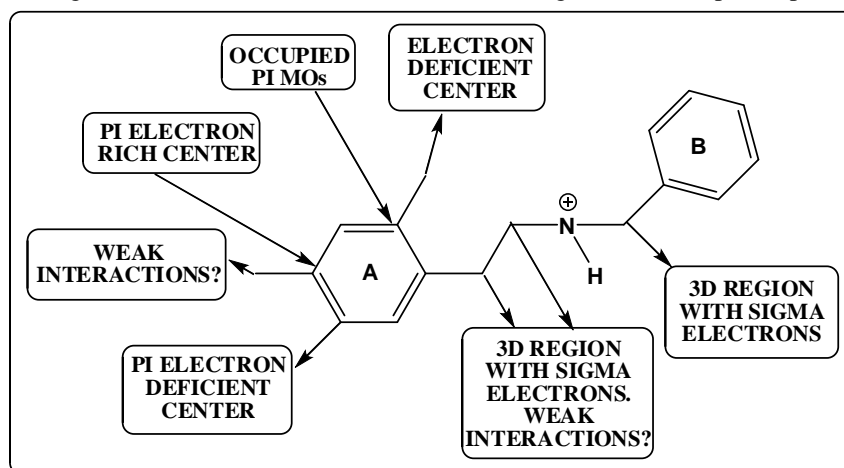 OCCUPIED
PI MOs
ELECTRON
DEFICIENT
CENTER
PI ELECTRON
RICH CENTER
B
⊕
N
H
WEAK
INTERACTIONS?
A
3D REGION
WITH SIGMA
ELECTRONS
PI ELECTRON
DEFICIENT
CENTER
3D REGION
WITH SIGMA
ELECTRONS.
WEAK
INTERACTIONS?